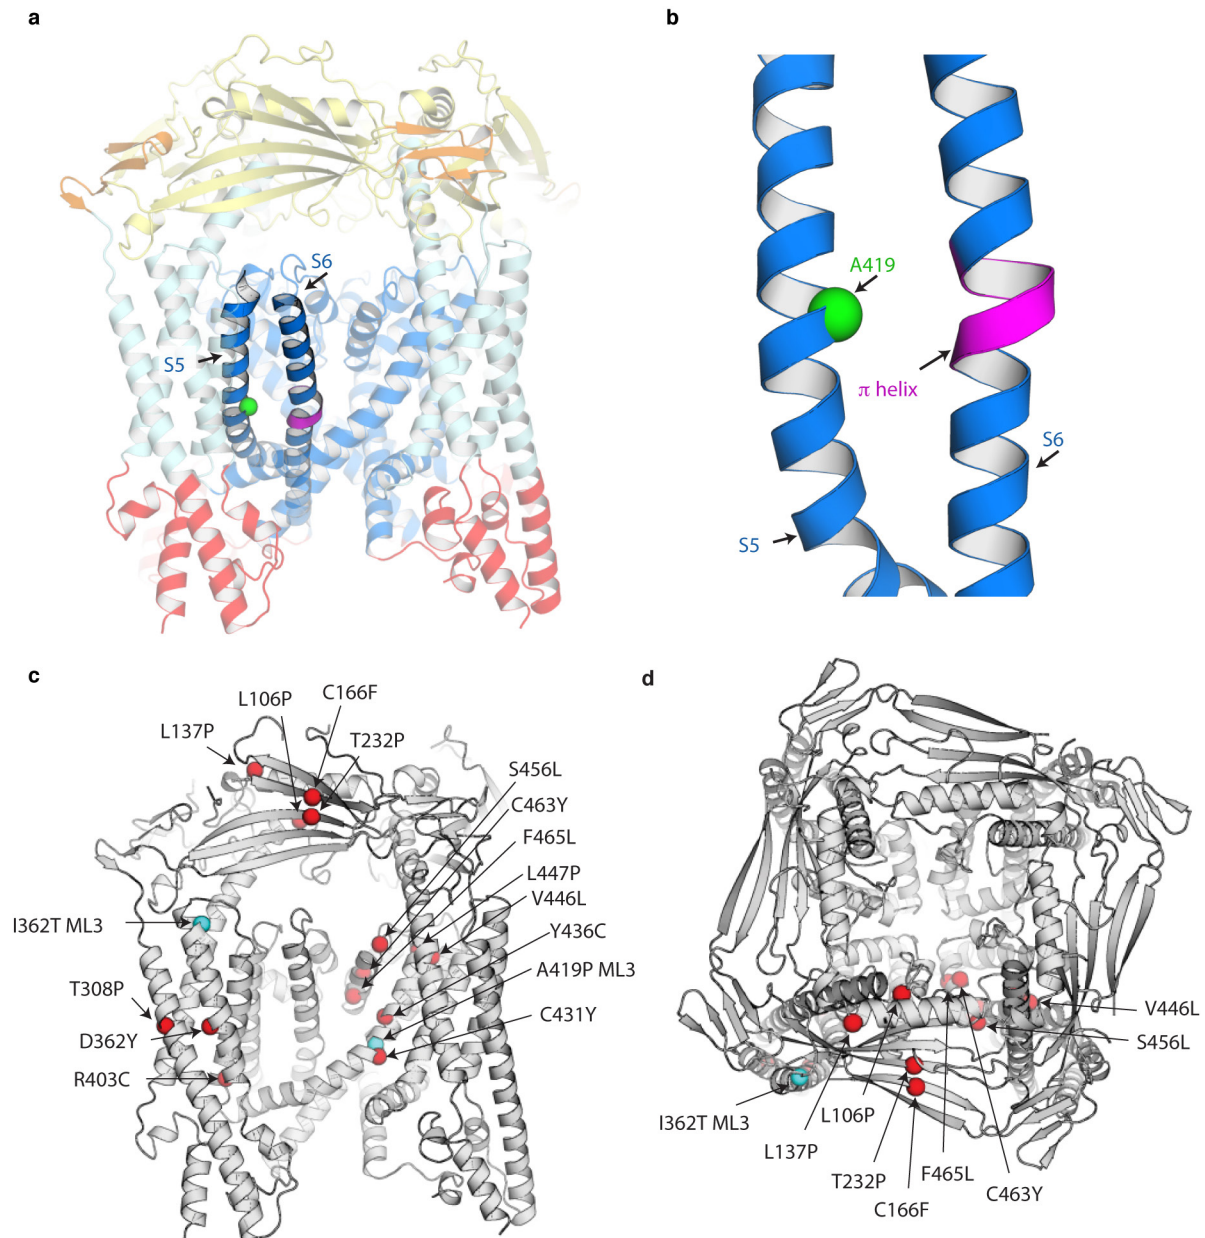 a
S6
S5
b
A419
π helix
S6
S5
c
L106P
C166F
L137P
T232P
S456L
C463Y
F465L
L447P
V446L
I362T ML3
Y436C
A419P ML3
T308P
C431Y
D362Y
R403C
d
V446L
S456L
I362T ML3
L106P
L137P
T232P
F465L
C463Y
C166F